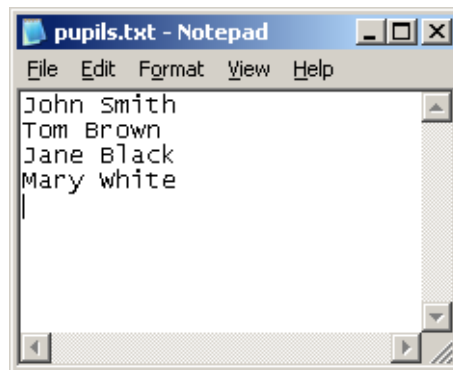 pupils.txt - Notepad
File Edit Format View Help
John Smith
Tom Brown
Jane Black
Mary White